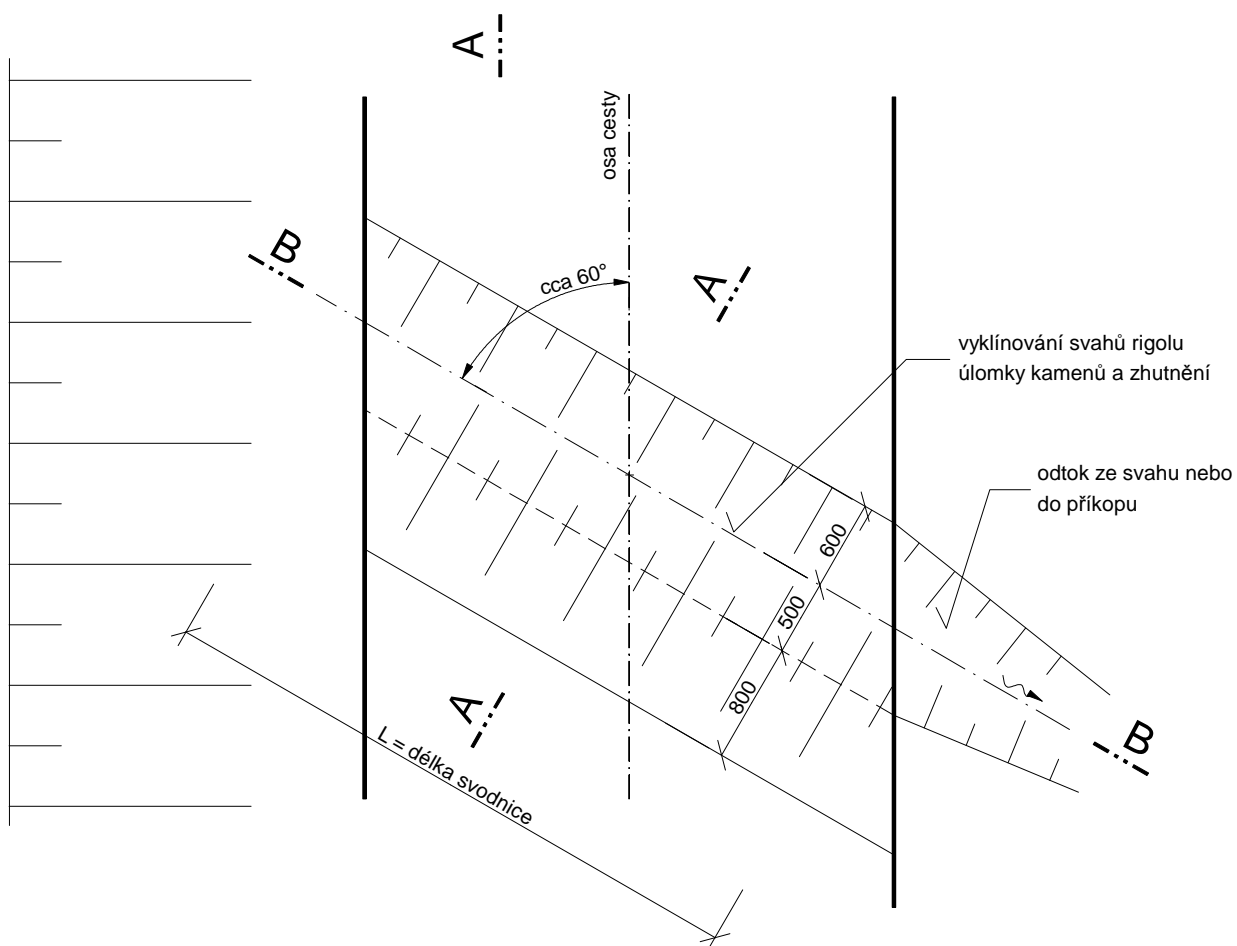 A
osa cesty
B
cca 60°
A
vyklínování svahů rigolu
úlomky kamenů a zhutnění
odtok ze svahu nebo
do příkopu
600
500
800
A
B
L = délka svodnice